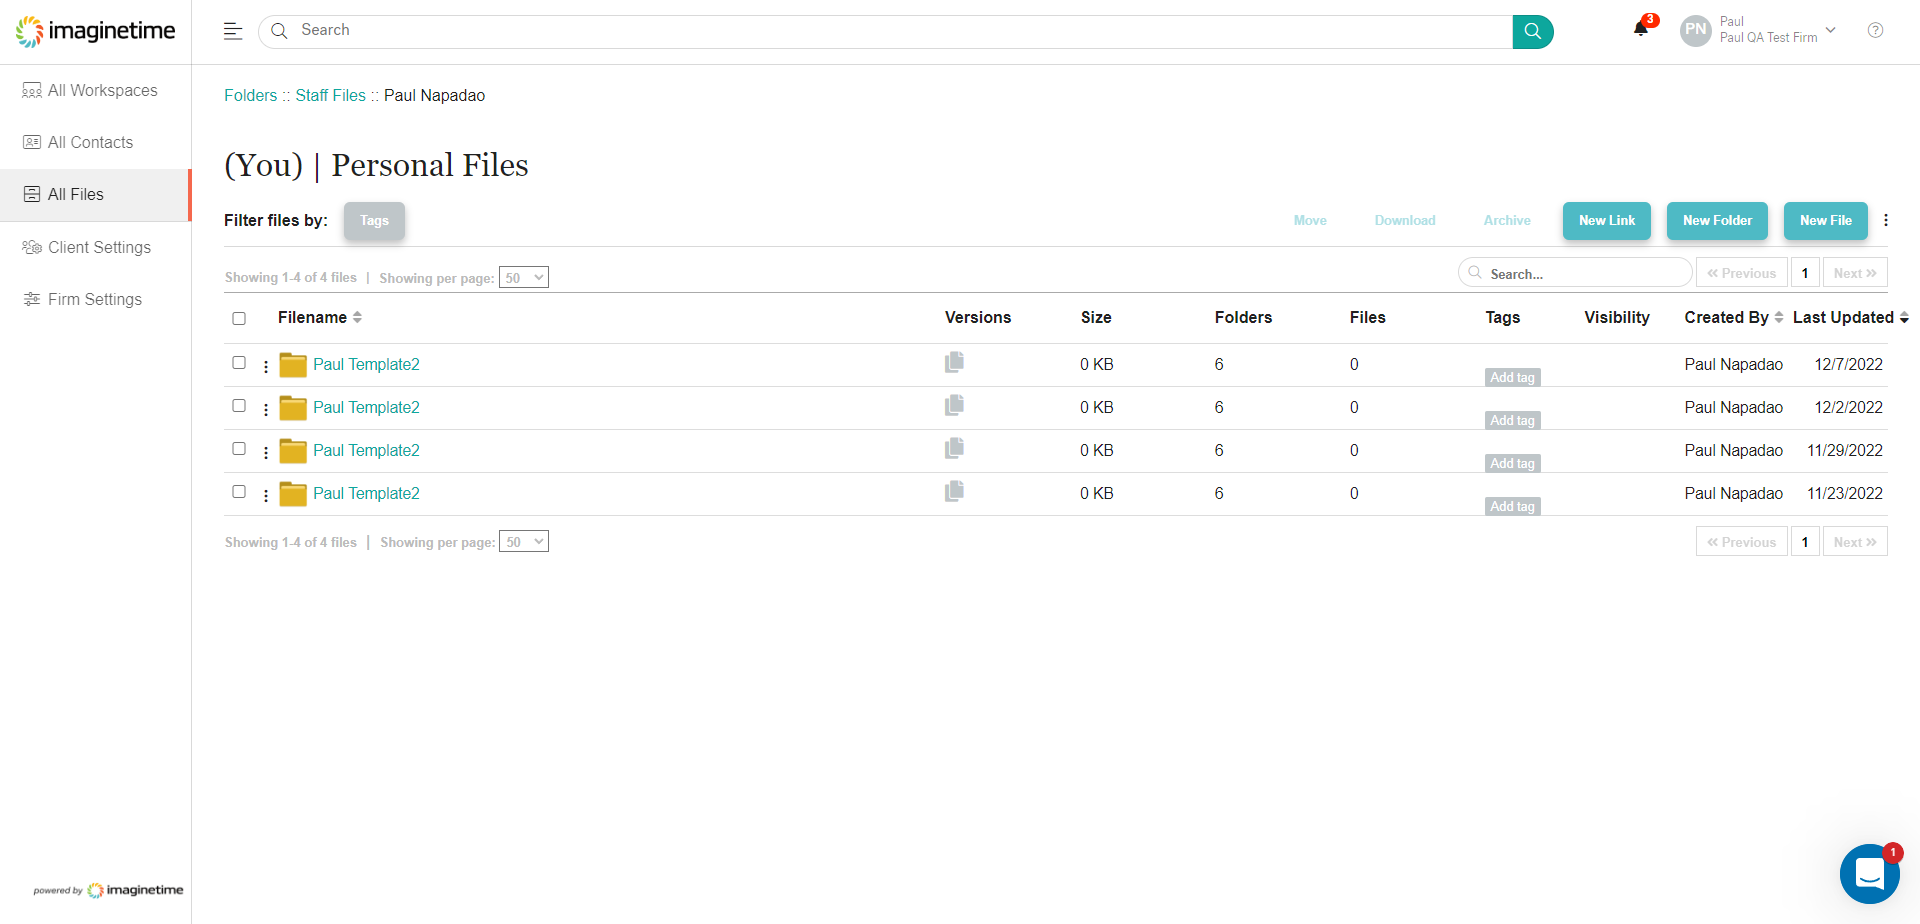 imaginetime
Search
3
PN
Paul
Paul QA Test Firm
All Workspaces
All Contacts
All Files
Client Settings
Firm Settings
Folders :: Staff Files :: Paul Napadao
(You) | Personal Files
Filter files by: Tags Move Download Archive New Link New Folder New File
Showing 1-4 of 4 files | Showing per page: 50 Search... « Previous 1 Next »
Filename Versions Size Folders Files Tags Visibility Created By Last Updated
Paul Template2 0 KB 6 0 Add tag Paul Napadao 12/7/2022
Paul Template2 0 KB 6 0 Add tag Paul Napadao 12/2/2022
Paul Template2 0 KB 6 0 Add tag Paul Napadao 11/29/2022
Paul Template2 0 KB 6 0 Add tag Paul Napadao 11/23/2022
Showing 1-4 of 4 files | Showing per page: 50 « Previous 1 Next »
1
powered by imaginetime